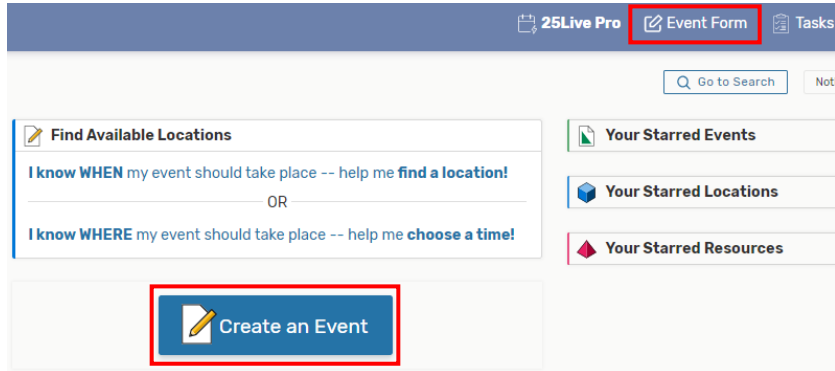 25Live Pro Event Form Tasks
Go to Search Not
Find Available Locations
I know WHEN my event should take place -- help me find a location!
OR
I know WHERE my event should take place -- help me choose a time!
Create an Event
Your Starred Events
Your Starred Locations
Your Starred Resources